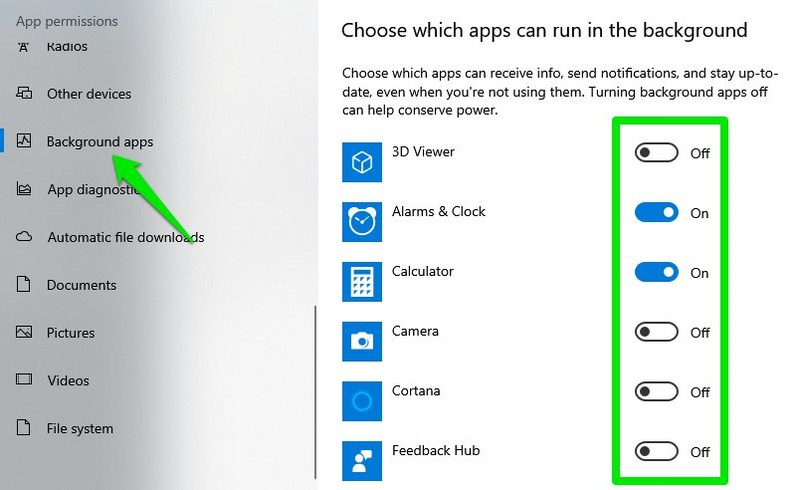 App permissions
Radios
Other devices
Background apps
App diagnostic
Automatic file downloads
Documents
Pictures
Videos
File system
Choose which apps can run in the background
Choose which apps can receive info, send notifications, and stay up-to-
date, even when you're not using them. Turning background apps off
can help conserve power.
3D Viewer Off
Alarms & Clock On
Calculator On
Camera Off
Cortana Off
Feedback Hub Off